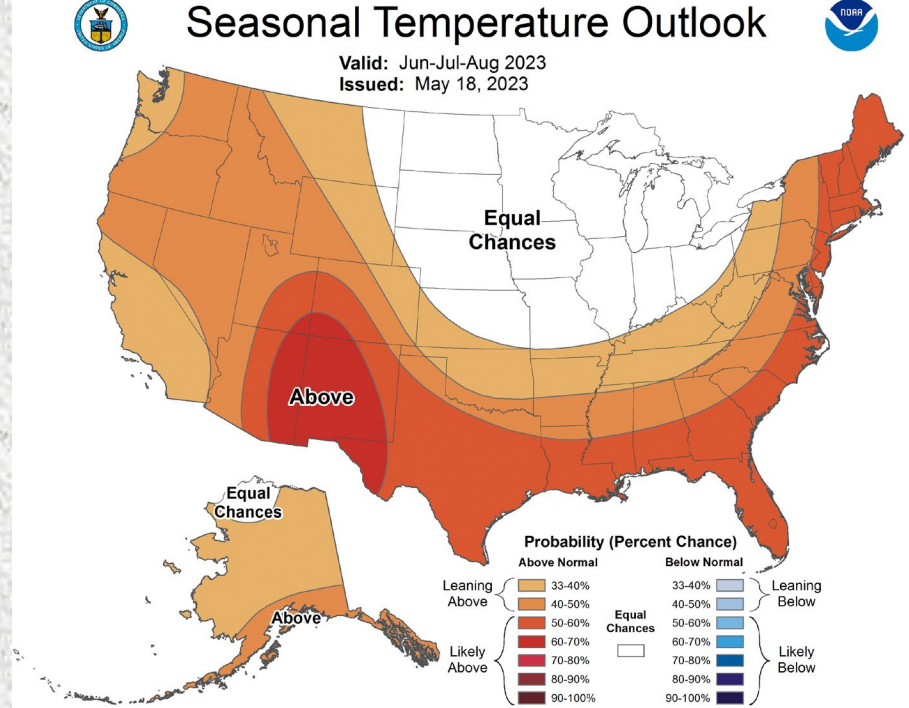 Seasonal Temperature Outlook
NOAA
Valid: Jun-Jul-Aug 2023
Issued: May 18, 2023
Equal
Chances
Above
Equal
Chances
Above
Probability (Percent Chance)
Above Normal
Below Normal
Leaning
Above
33-40%
40-50%
50-60%
60-70%
70-80%
80-90%
90-100%
Likely
Above
Equal
Chances
33-40%
40-50%
50-60%
60-70%
70-80%
80-90%
90-100%
Leaning
Below
Likely
Below